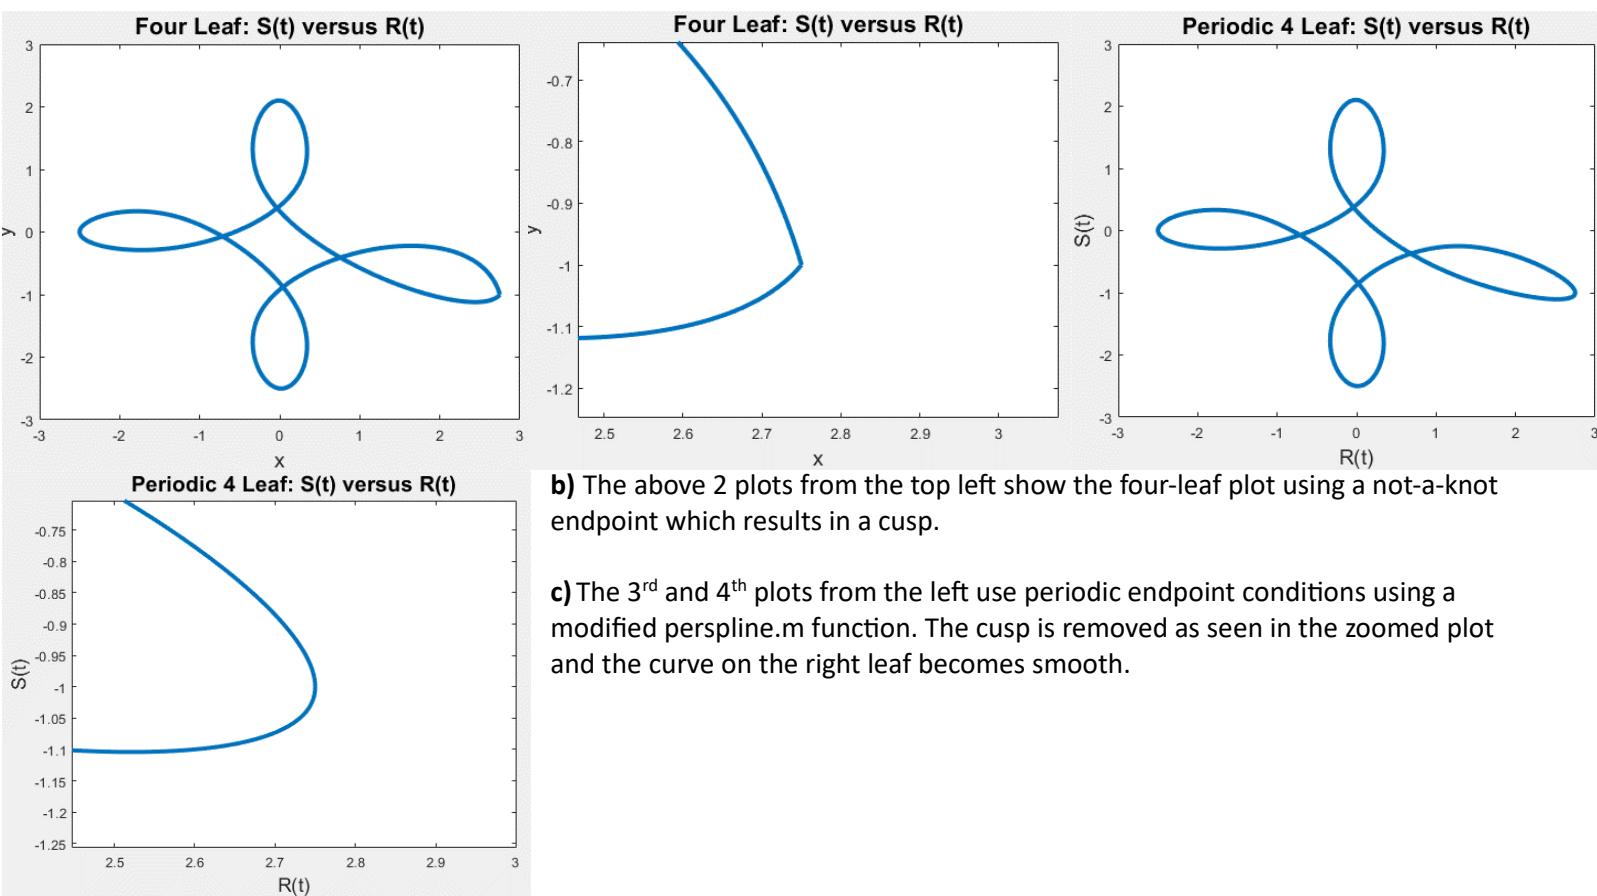 Four Leaf: S(t) versus R(t)
3
2
1
0
-1
-2
-3
y
-3 -2 -1 0 1 2 3
x
Four Leaf: S(t) versus R(t)
-0.7
-0.8
-0.9
-1
-1.1
-1.2
y
2.5 2.6 2.7 2.8 2.9 3
x
Periodic 4 Leaf: S(t) versus R(t)
3
2
1
0
-1
-2
-3
S(t)
-3 -2 -1 0 1 2 3
R(t)
Periodic 4 Leaf: S(t) versus R(t)
-0.75
-0.8
-0.85
-0.9
-0.95
-1
-1.05
-1.1
-1.15
-1.2
-1.25
S(t)
2.5 2.6 2.7 2.8 2.9 3
R(t)
b) The above 2 plots from the top left show the four-leaf plot using a not-a-knot
endpoint which results in a cusp.
c) The 3rd and 4th plots from the left use periodic endpoint conditions using a
modified perspline.m function. The cusp is removed as seen in the zoomed plot
and the curve on the right leaf becomes smooth.